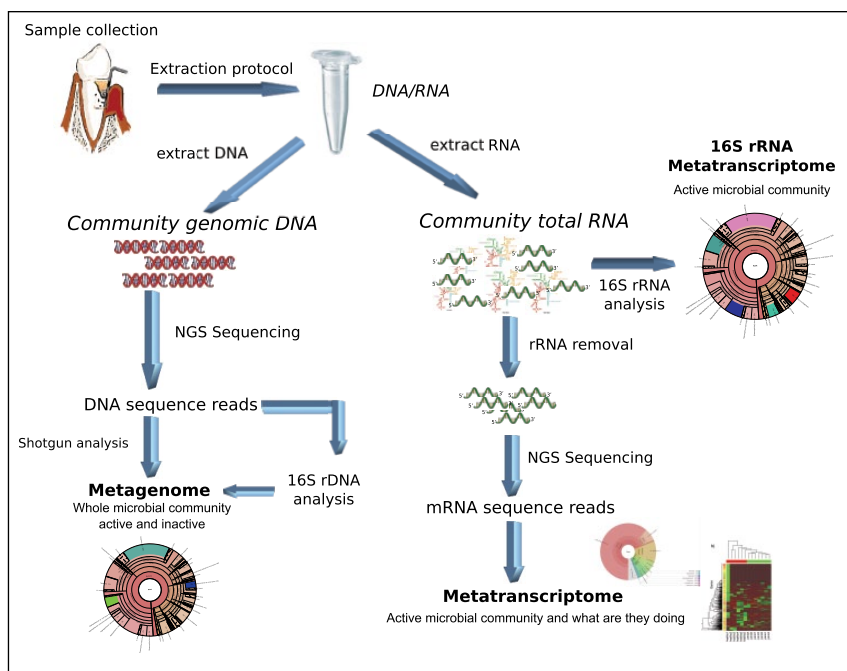 Sample collection
Extraction protocol
DNA/RNA
extract DNA
extract RNA
16S rRNA
Metatranscriptome
Active microbial community
Community genomic DNA
Community total RNA
16S rRNA
analysis
NGS Sequencing
rRNA removal
DNA sequence reads
Shotgun analysis
16S rDNA
analysis
NGS Sequencing
Metagenome
Whole microbial community
active and inactive
mRNA sequence reads
Metatranscriptome
Active microbial community and what are they doing